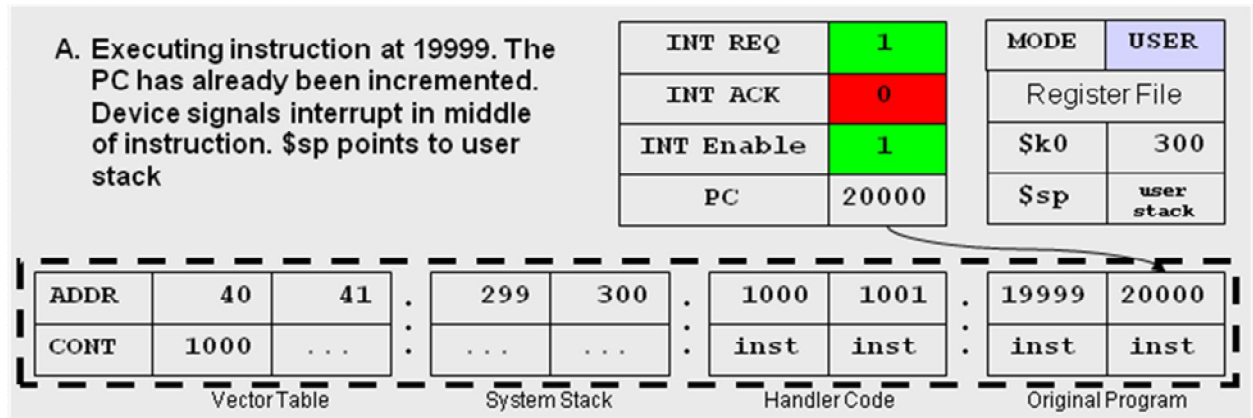 A. Executing instruction at 19999. The
PC has already been incremented.
Device signals interrupt in middle
of instruction. $sp points to user
stack
INT REQ 1
INT ACK 0
INT Enable 1
PC 20000
MODE USER
Register File
$k0 300
$sp user
stack
ADDR 40 41 . 299 300 . 1000 1001 . 19999 20000
CONT 1000 ... : ... ... : inst inst : inst inst
Vector Table System Stack Handler Code Original Program